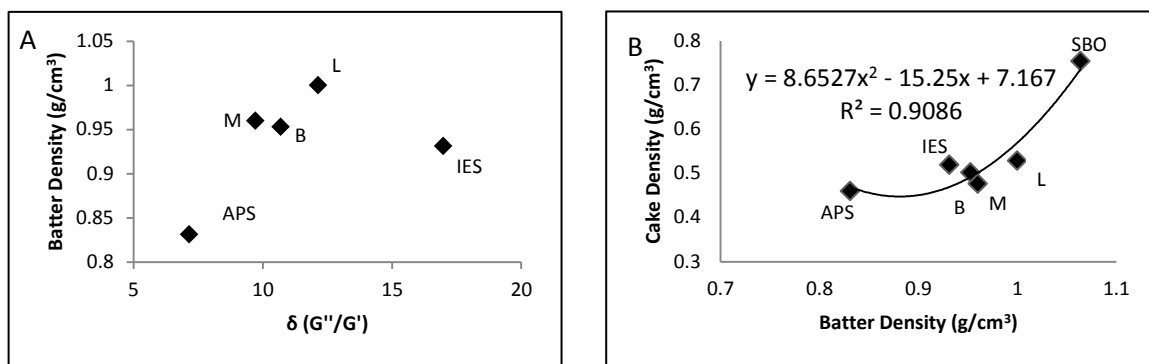 A
Batter Density (g/cm³)
1.05
1
0.95
0.9
0.85
0.8
L
M
B
IES
APS
5
10
15
20
δ (G''/G')
B
Cake Density (g/cm³)
0.8
0.7
0.6
0.5
0.4
0.3
SBO
y = 8.6527x² - 15.25x + 7.167
R² = 0.9086
IES
L
APS
B
M
0.7
0.8
0.9
1
1.1
Batter Density (g/cm³)